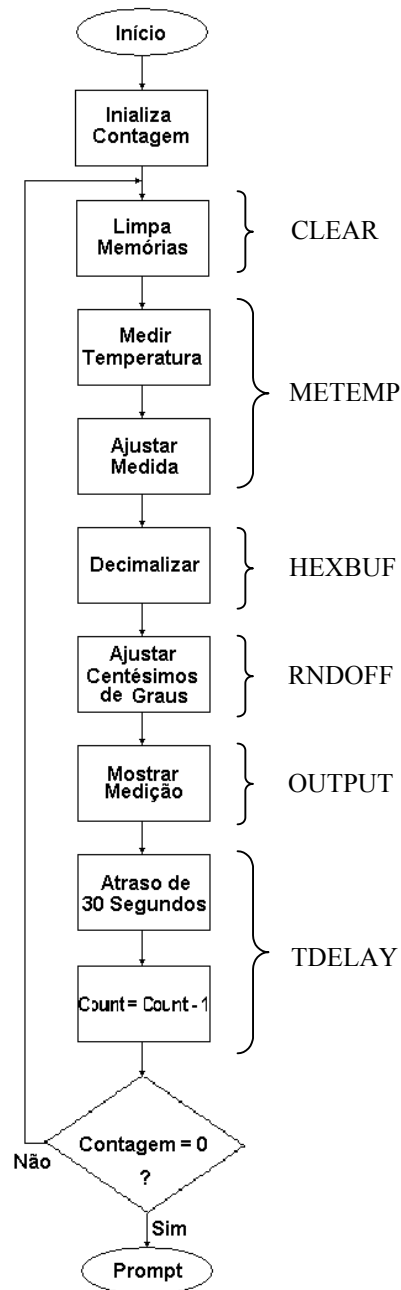 Início
Inializa
Contagem
Limpa
Memórias
CLEAR
Medir
Temperatura
METEMP
Ajustar
Medida
Decimalizar
HEXBUF
Ajustar
Centésimos
de Graus
RNDOFF
Mostrar
Medição
OUTPUT
Atraso de
30 Segundos
TDELAY
Count = Count - 1
Contagem = 0
?
Não
Sim
Prompt